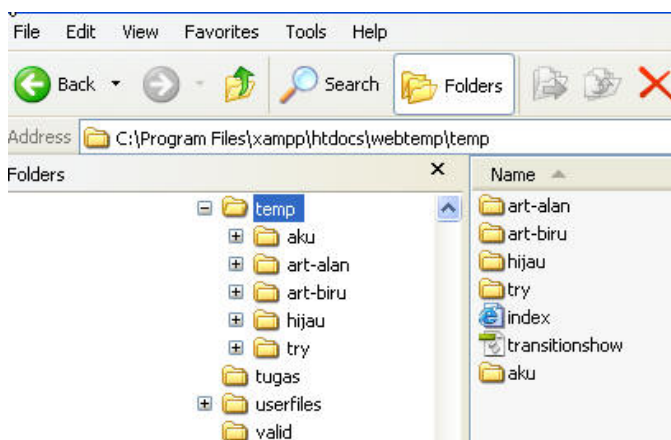 File Edit View Favorites Tools Help
Back Search Folders
Address C:\Program Files\xampp\htdocs\webtemp\temp
Folders
temp
aku
art-alan
art-biru
hijau
try
tugas
userfiles
valid
Name
art-alan
art-biru
hijau
try
index
transitionshow
aku